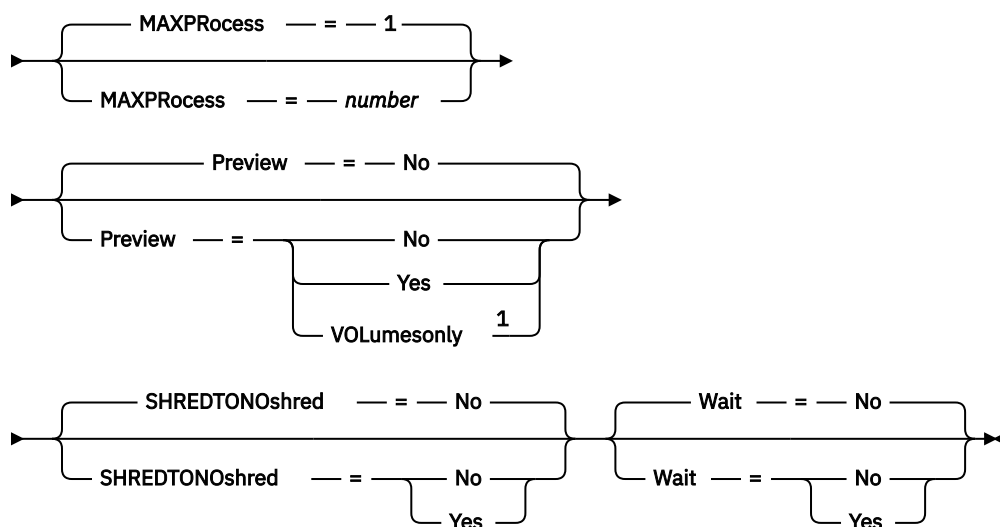 MAXPRocess = 1
MAXPRocess = number
Preview = No
Preview = No
Yes
VOLumesonly 1
SHREDTONOshred = No Wait = No
SHREDTONOshred = No Wait = No
Yes Yes